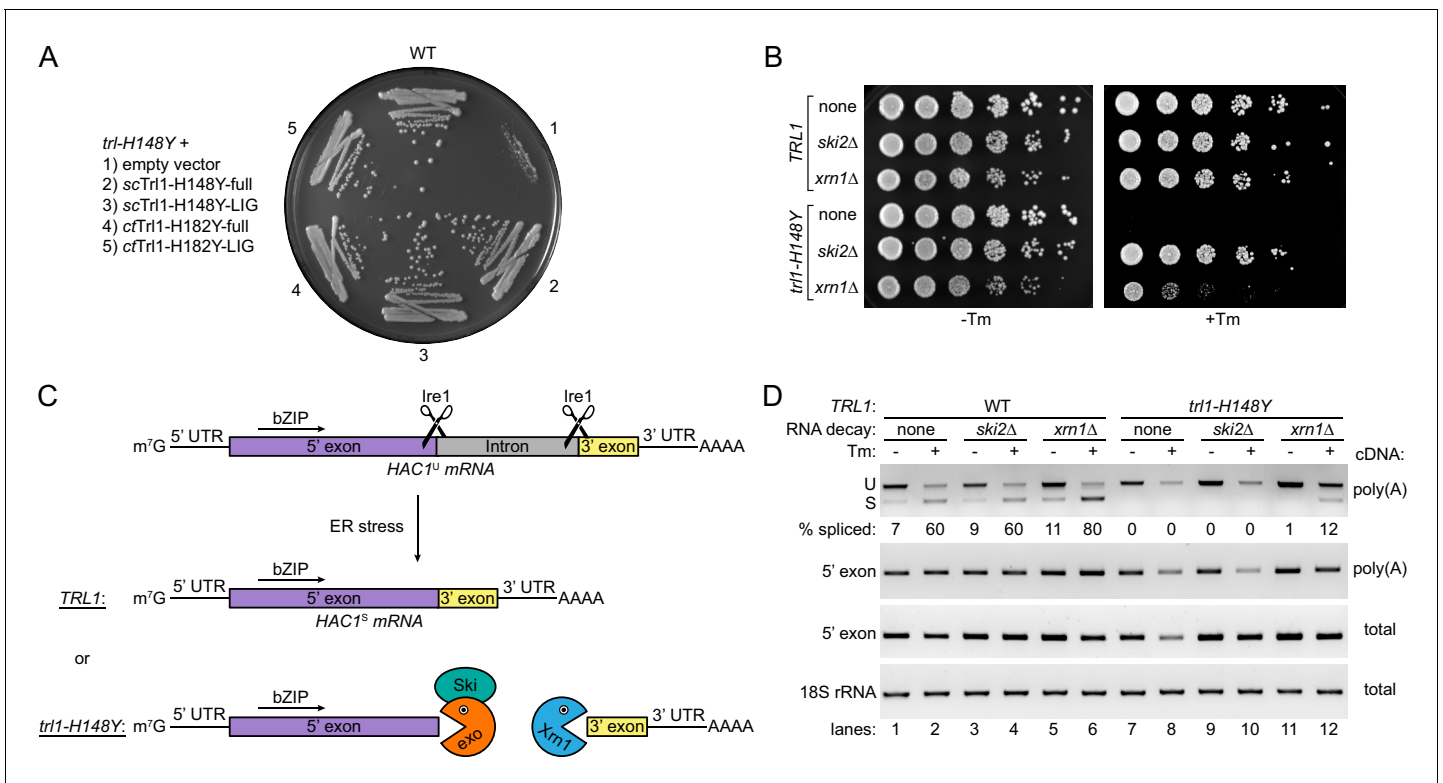 A
WT
1
2
3
4
5
trl-H148Y +
1) empty vector
2) scTrl1-H148Y-full
3) scTrl1-H148Y-LIG
4) ctTrl1-H182Y-full
5) ctTrl1-H182Y-LIG
B
TRL1
none
ski2Δ
xrn1Δ
trl1-H148Y
none
ski2Δ
xrn1Δ
-Tm
+Tm
C
Ire1 Ire1
bZIP
m⁷G 5′ UTR 5′ exon Intron 3′ exon 3′ UTR AAAA
HAC1ᵁ mRNA
ER stress
bZIP
TRL1: m⁷G 5′ UTR 5′ exon 3′ exon 3′ UTR AAAA
HAC1ˢ mRNA
or
bZIP Ski
trl1-H148Y: m⁷G 5′ UTR 5′ exon exo Xrn1 3′ exon 3′ UTR AAAA
D
TRL1: WT trl1-H148Y
RNA decay: none ski2Δ xrn1Δ none ski2Δ xrn1Δ
Tm: - + - + - + - + - + - + cDNA:
U poly(A)
S
% spliced: 7 60 9 60 11 80 0 0 0 0 1 12
5′ exon poly(A)
5′ exon total
18S rRNA total
lanes: 1 2 3 4 5 6 7 8 9 10 11 12